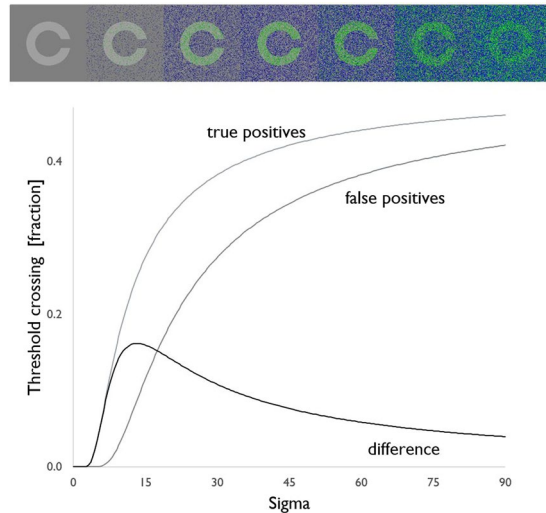 true positives
false positives
difference
Threshold crossing [fraction]
0.4
0.2
0.0
0 15 30 45 60 75 90
Sigma